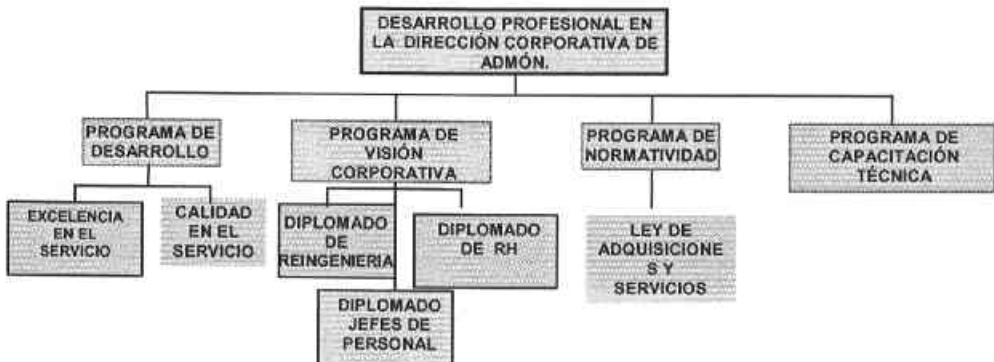 DESARROLLO PROFESIONAL EN
LA DIRECCIÓN CORPORATIVA DE
ADMÓN.
PROGRAMA DE
DESARROLLO
PROGRAMA DE
VISIÓN
CORPORATIVA
PROGRAMA DE
NORMATIVIDAD
PROGRAMA DE
CAPACITACIÓN
TÉCNICA
EXCELENCIA
EN EL
SERVICIO
CALIDAD
EN EL
SERVICIO
DIPLOMADO
DE
REINGENIERIA
DIPLOMADO
DE RH
LEY DE
ADQUISICIONE
S Y
SERVICIOS
DIPLOMADO
JEFES DE
PERSONAL